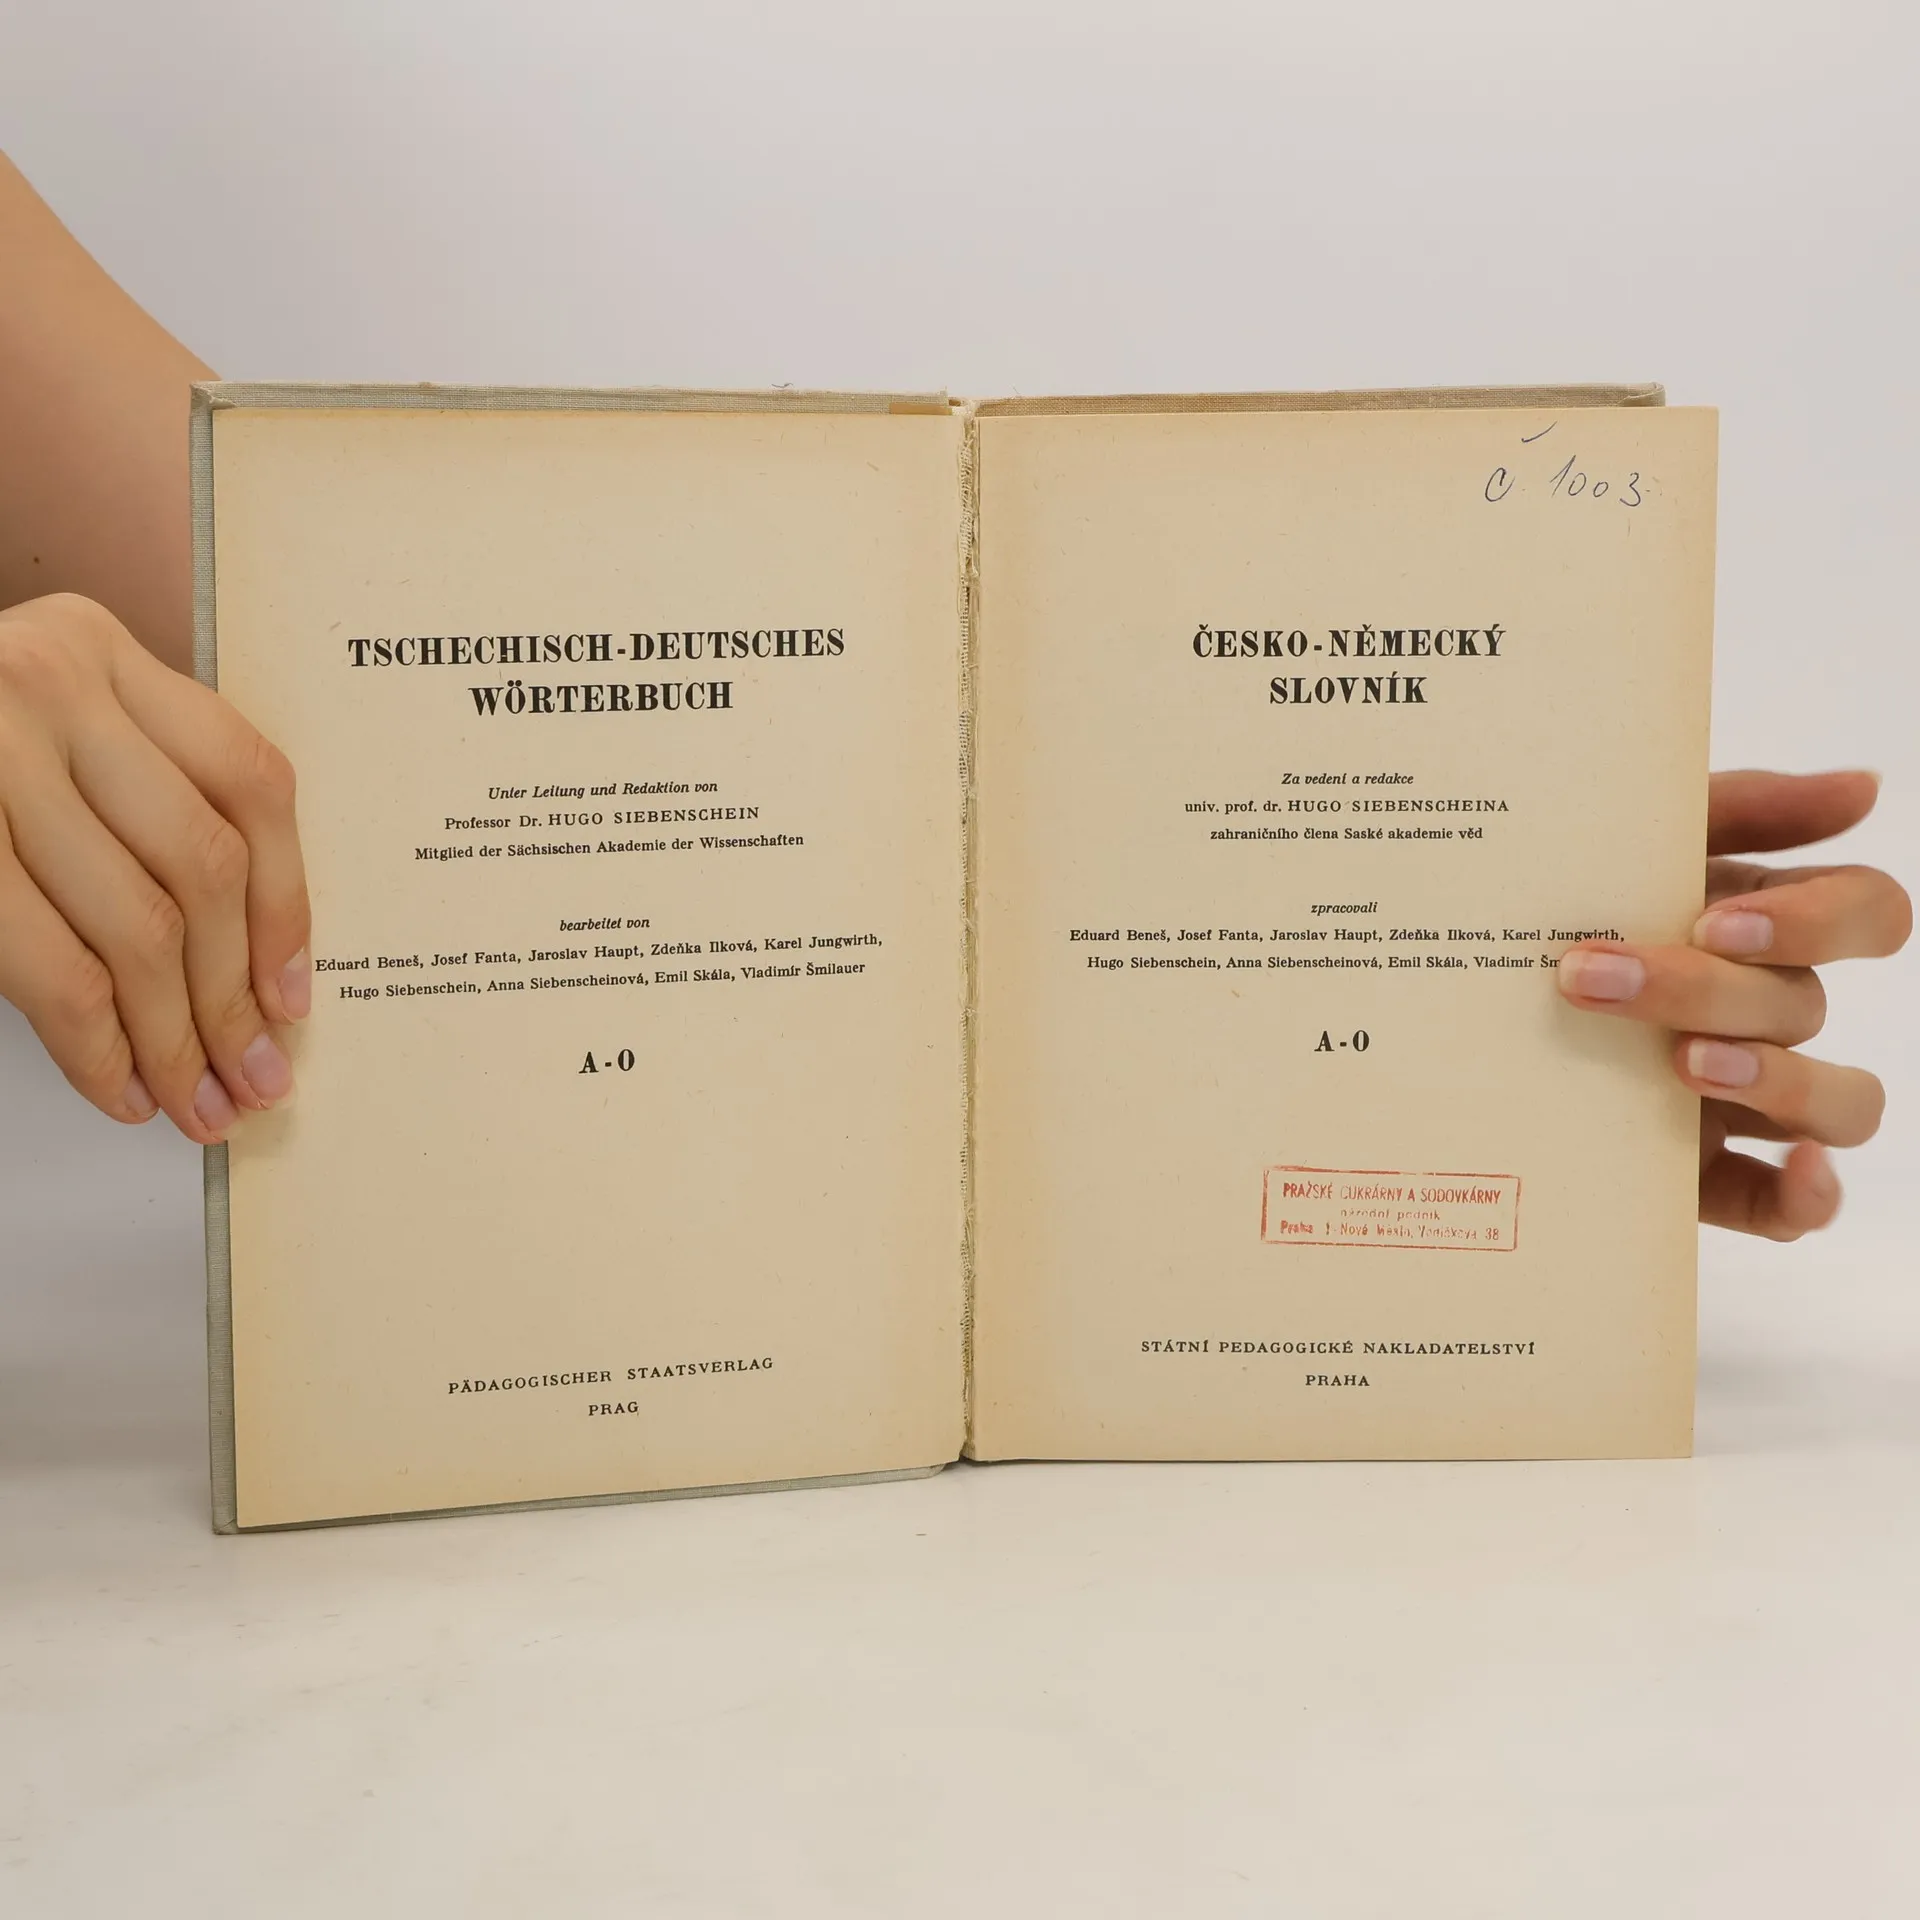 TSCHECHISCH-DEUTSCHES
WÖRTERBUCH
Unter Leitung und Redaktion von
Professor Dr. HUGO SIEBENSCHEIN
Mitglied der Sächsischen Akademie der Wissenschaften
bearbeitet von
Eduard Beneš, Josef Fanta, Jaroslav Haupt, Zdeňka Ilková, Karel Jungwirth,
Hugo Siebenschein, Anna Siebenscheinová, Emil Skála, Vladimír Šmilauer
A-O
PÄDAGOGISCHER STAATSVERLAG
PRAG
č. 1003.
ČESKO-NĚMECKÝ
SLOVNÍK
Za vedení a redakce
univ. prof. dr. HUGO SIEBENSCHEINA
zahraničního člena Saské akademie věd
zpracovali
Eduard Beneš, Josef Fanta, Jaroslav Haupt, Zdeňka Ilková, Karel Jungwirth,
Hugo Siebenschein, Anna Siebenscheinová, Emil Skála, Vladimír Šm
A-O
PRAŽSKÉ CUKRÁRNY A SODOVKÁRNY
národní podnik
Praha 1 - Nové Město, Vodičkova 38
STÁTNÍ PEDAGOGICKÉ NAKLADATELSTVÍ
PRAHA